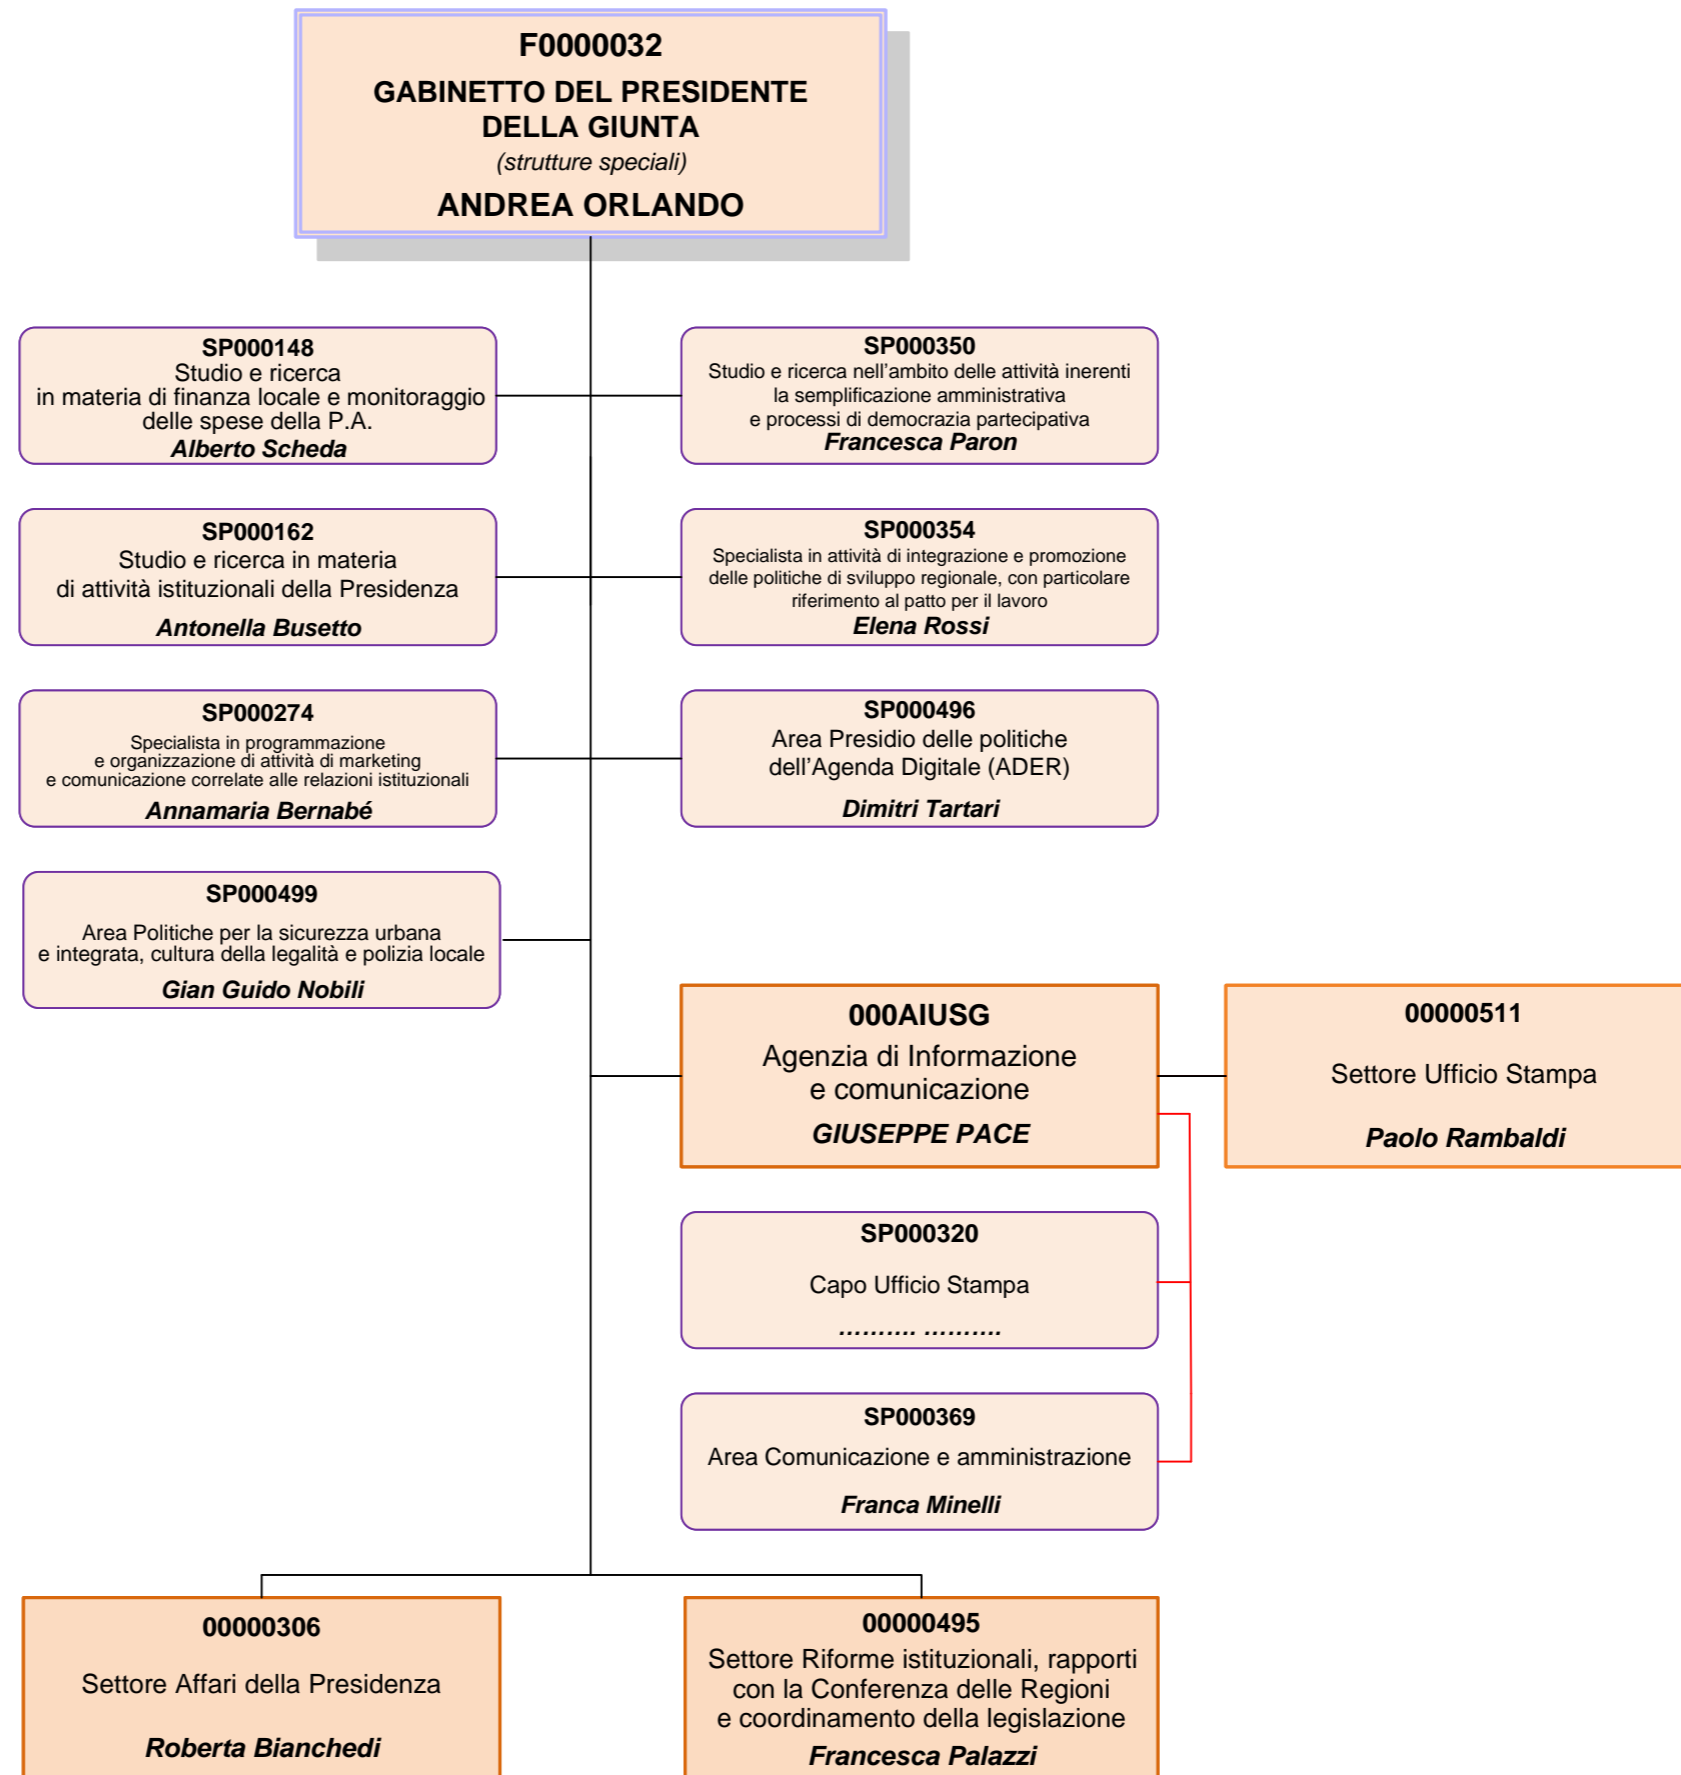 F0000032
GABINETTO DEL PRESIDENTE
DELLA GIUNTA
(strutture speciali)
ANDREA ORLANDO
SP000148
Studio e ricerca
in materia di finanza locale e monitoraggio
delle spese della P.A.
Alberto Scheda
SP000350
Studio e ricerca nell’ambito delle attività inerenti
la semplificazione amministrativa
e processi di democrazia partecipativa
Francesca Paron
SP000162
Studio e ricerca in materia
di attività istituzionali della Presidenza
Antonella Busetto
SP000354
Specialista in attività di integrazione e promozione
delle politiche di sviluppo regionale, con particolare
riferimento al patto per il lavoro
Elena Rossi
SP000274
Specialista in programmazione
e organizzazione di attività di marketing
e comunicazione correlate alle relazioni istituzionali
Annamaria Bernabé
SP000496
Area Presidio delle politiche
dell’Agenda Digitale (ADER)
Dimitri Tartari
SP000499
Area Politiche per la sicurezza urbana
e integrata, cultura della legalità e polizia locale
Gian Guido Nobili
000AIUSG
Agenzia di Informazione
e comunicazione
GIUSEPPE PACE
00000511
Settore Ufficio Stampa
Paolo Rambaldi
SP000320
Capo Ufficio Stampa
………. ……….
SP000369
Area Comunicazione e amministrazione
Franca Minelli
00000306
Settore Affari della Presidenza
Roberta Bianchedi
00000495
Settore Riforme istituzionali, rapporti
con la Conferenza delle Regioni
e coordinamento della legislazione
Francesca Palazzi